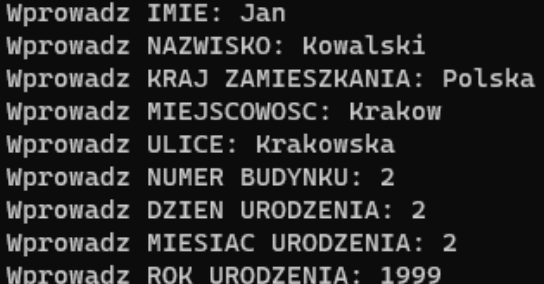 Wprowadz IMIE: Jan
Wprowadz NAZWISKO: Kowalski
Wprowadz KRAJ ZAMIESZKANIA: Polska
Wprowadz MIEJSCOWOSC: Krakow
Wprowadz ULICE: Krakowska
Wprowadz NUMER BUDYNKU: 2
Wprowadz DZIEN URODZENIA: 2
Wprowadz MIESIAC URODZENIA: 2
Wprowadz ROK URODZENIA: 1999